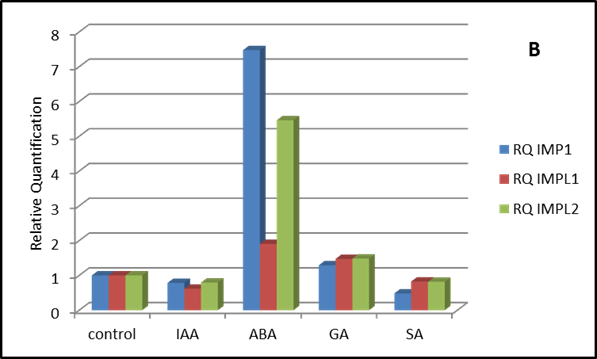 B
8
7
6
5
4
3
2
1
0
Relative Quantification
control IAA ABA GA SA
RQ IMP1
RQ IMPL1
RQ IMPL2